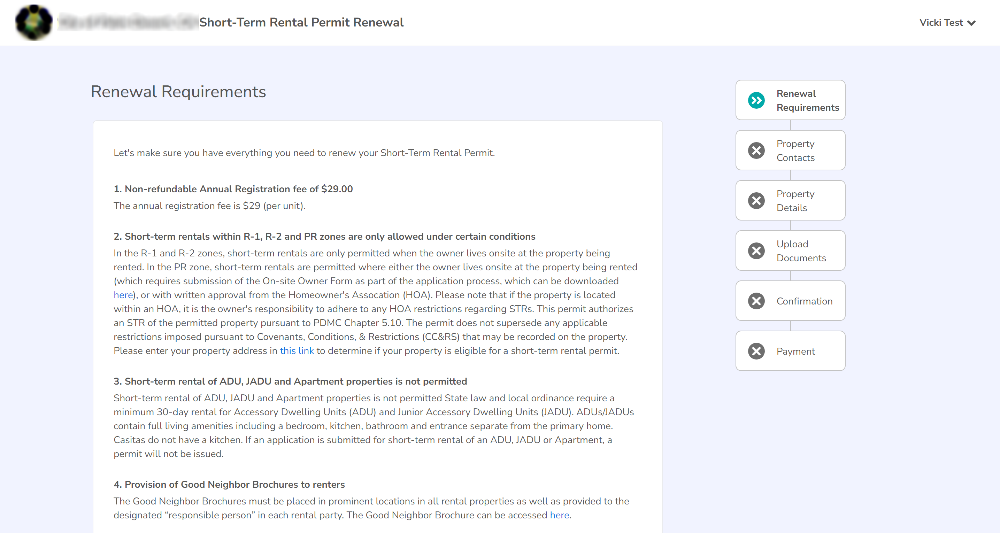 Short-Term Rental Permit Renewal
Vicki Test
Renewal Requirements
Let's make sure you have everything you need to renew your Short-Term Rental Permit.
1. Non-refundable Annual Registration fee of $29.00
The annual registration fee is $29 (per unit).
2. Short-term rentals within R-1, R-2 and PR zones are only allowed under certain conditions
In the R-1 and R-2 zones, short-term rentals are only permitted when the owner lives onsite at the property being
rented. In the PR zone, short-term rentals are permitted where either the owner lives onsite at the property being rented
(which requires submission of the On-site Owner Form as part of the application process, which can be downloaded
here), or with written approval from the Homeowner's Assocation (HOA). Please note that if the property is located
within an HOA, it is the owner's responsibility to adhere to any HOA restrictions regarding STRs. This permit authorizes
an STR of the permitted property pursuant to PDMC Chapter 5.10. The permit does not supersede any applicable
restrictions imposed pursuant to Covenants, Conditions, & Restrictions (CC&RS) that may be recorded on the property.
Please enter your property address in this link to determine if your property is eligible for a short-term rental permit.
3. Short-term rental of ADU, JADU and Apartment properties is not permitted
Short-term rental of ADU, JADU and Apartment properties is not permitted State law and local ordinance require a
minimum 30-day rental for Accessory Dwelling Units (ADU) and Junior Accessory Dwelling Units (JADU). ADUs/JADUs
contain full living amenities including a bedroom, kitchen, bathroom and entrance separate from the primary home.
Casitas do not have a kitchen. If an application is submitted for short-term rental of an ADU, JADU or Apartment, a
permit will not be issued.
4. Provision of Good Neighbor Brochures to renters
The Good Neighbor Brochures must be placed in prominent locations in all rental properties as well as provided to the
designated “responsible person” in each rental party. The Good Neighbor Brochure can be accessed here.
Renewal
Requirements
Property
Contacts
Property
Details
Upload
Documents
Confirmation
Payment